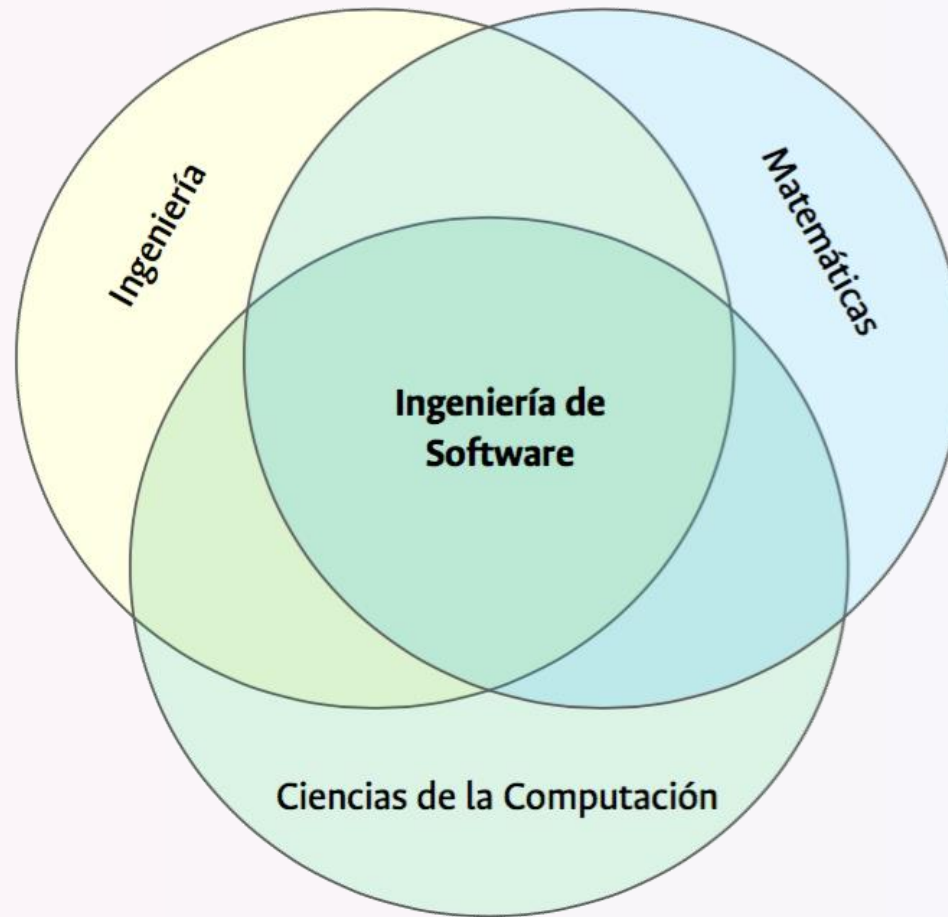 Ingeniería
Matemáticas
Ingeniería de
Software
Ciencias de la Computación